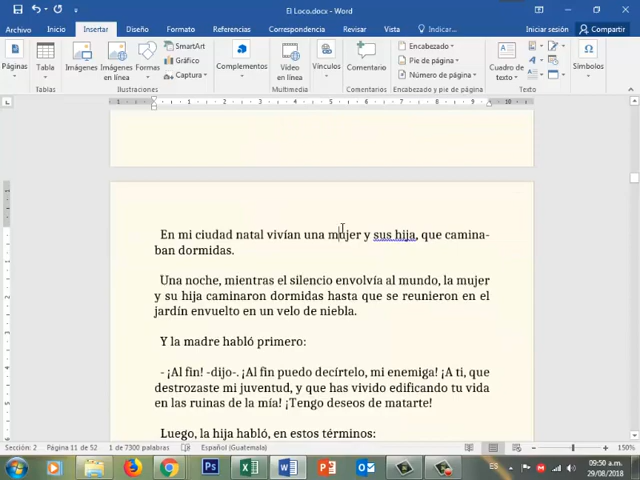 El Loco.docx - Word
Archivo Inicio Insertar Diseño Formato Referencias Correspondencia Revisar Vista Indicar... Iniciar sesión Compartir
Páginas Tabla Imágenes Imágenes en línea Formas SmartArt Gráfico Captura Complementos Vídeo en línea Vínculos Comentario Encabezado Pie de página Número de página Cuadro de texto Símbolos
Tablas Ilustraciones Multimedia Comentarios Encabezado y pie de página Texto
En mi ciudad natal vivían una mujer y sus hija, que camina-
ban dormidas.
Una noche, mientras el silencio envolvía al mundo, la mujer
y su hija caminaron dormidas hasta que se reunieron en el
jardín envuelto en un velo de niebla.
Y la madre habló primero:
- ¡Al fin! -dijo-. ¡Al fin puedo decírtelo, mi enemiga! ¡A ti, que
destrozaste mi juventud, y que has vivido edificando tu vida
en las ruinas de la mía! ¡Tengo deseos de matarte!
Luego, la hija habló, en estos términos:
Sección: 2 Página 11 de 52 1 de 7300 palabras Español (Guatemala) 150%
ES 09:50 a.m.
29/08/2018